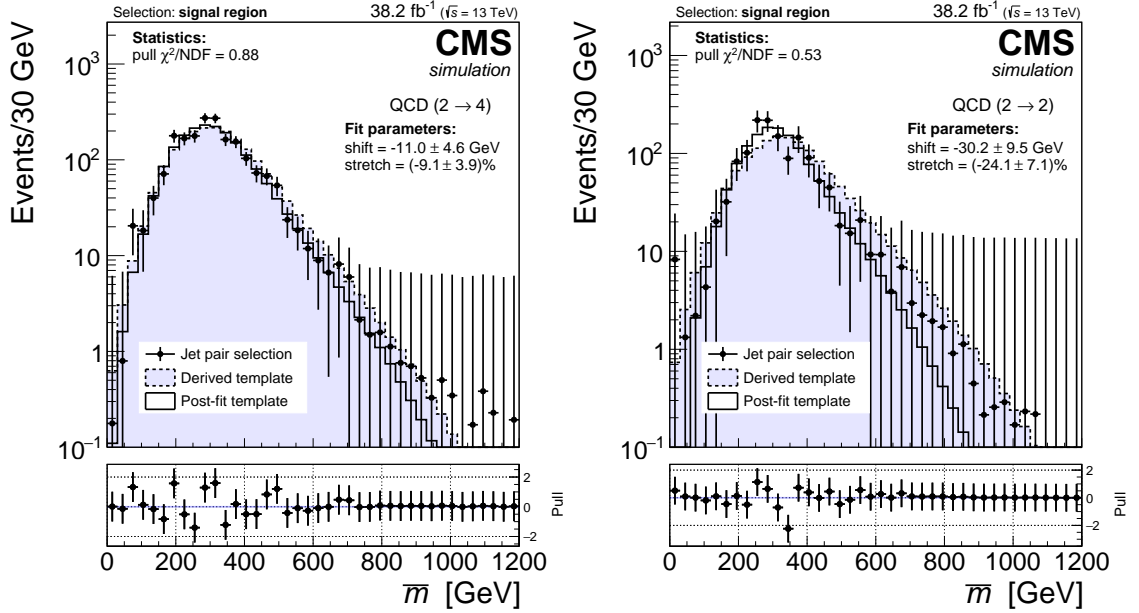 Selection: signal region
38.2 fb⁻¹ (√s = 13 TeV)
Statistics:
pull χ²/NDF = 0.88
CMS
simulation
QCD (2 → 4)
Fit parameters:
shift = -11.0 ± 4.6 GeV
stretch = (-9.1 ± 3.9)%
Events/30 GeV
10³
10²
10
1
10⁻¹
Jet pair selection
Derived template
Post-fit template
2
0
−2
Pull
0 200 400 600 800 1000 1200
m̅ [GeV]
Selection: signal region
38.2 fb⁻¹ (√s = 13 TeV)
Statistics:
pull χ²/NDF = 0.53
CMS
simulation
QCD (2 → 2)
Fit parameters:
shift = -30.2 ± 9.5 GeV
stretch = (-24.1 ± 7.1)%
Events/30 GeV
10³
10²
10
1
10⁻¹
Jet pair selection
Derived template
Post-fit template
2
0
−2
Pull
0 200 400 600 800 1000 1200
m̅ [GeV]